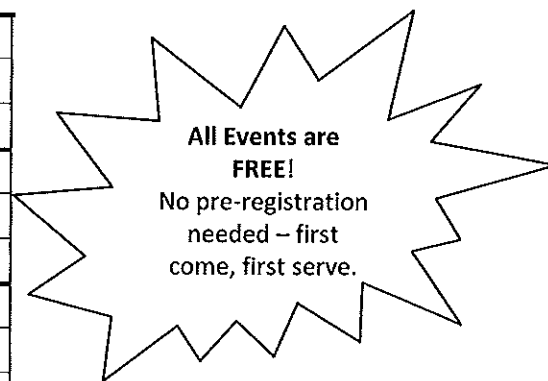 All Events are
FREE!
No pre-registration
needed – first
come, first serve.